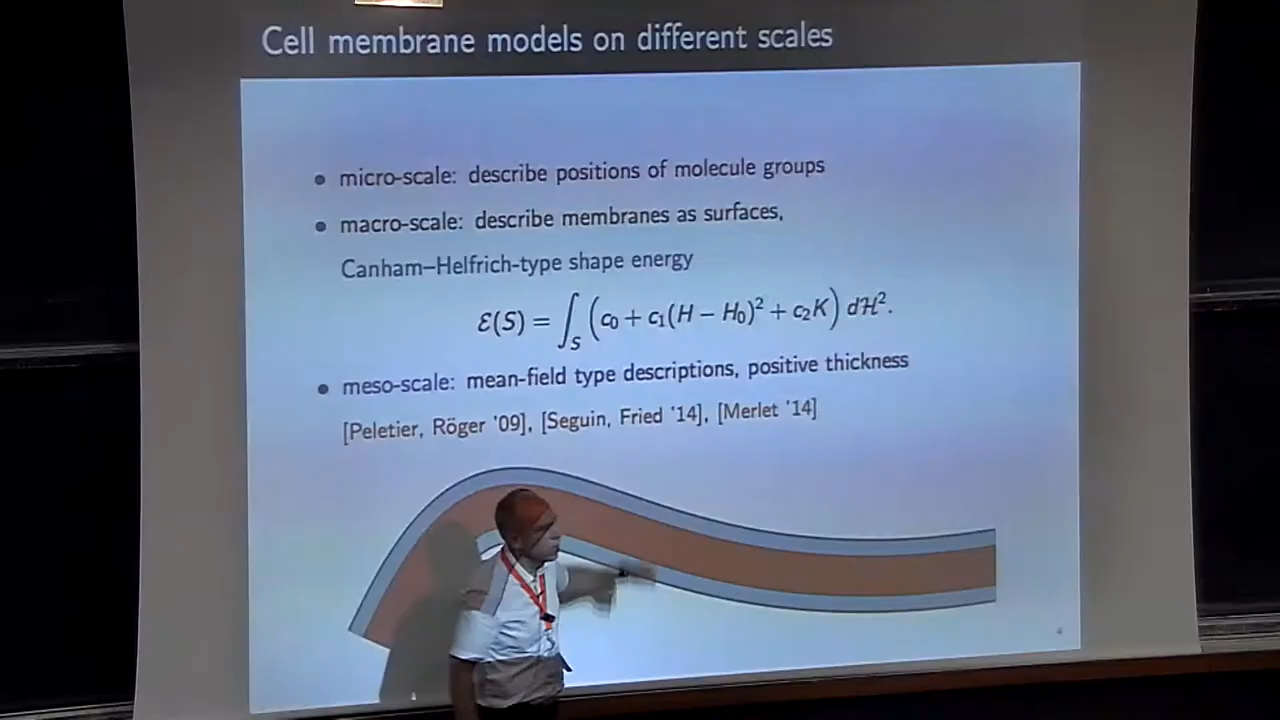 Cell membrane models on different scales
• micro-scale: describe positions of molecule groups
• macro-scale: describe membranes as surfaces,
Canham–Helfrich-type shape energy
ℰ(S) = ∫_S (c₀ + c₁(H − H₀)² + c₂K) dℋ².
• meso-scale: mean-field type descriptions, positive thickness
[Peletier, Röger '09], [Seguin, Fried '14], [Merlet '14]